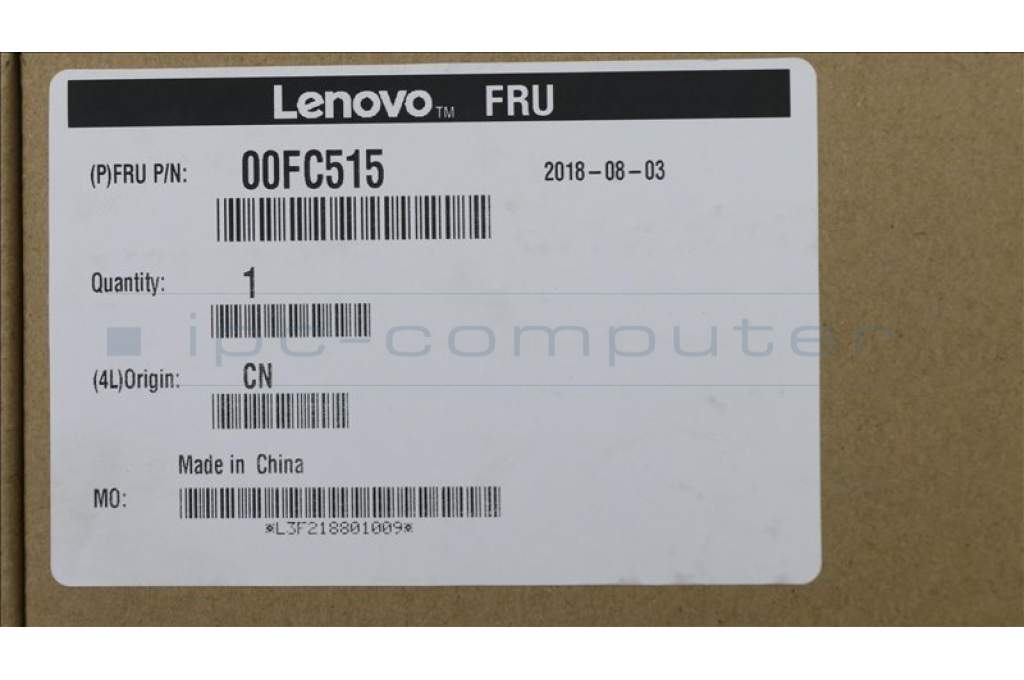 Lenovo™ FRU
(P)FRU P/N: 00FC515 2018-08-03
Quantity: 1
ipc-computer
(4L)Origin: CN
Made in China
MO:
*L3F218801009*